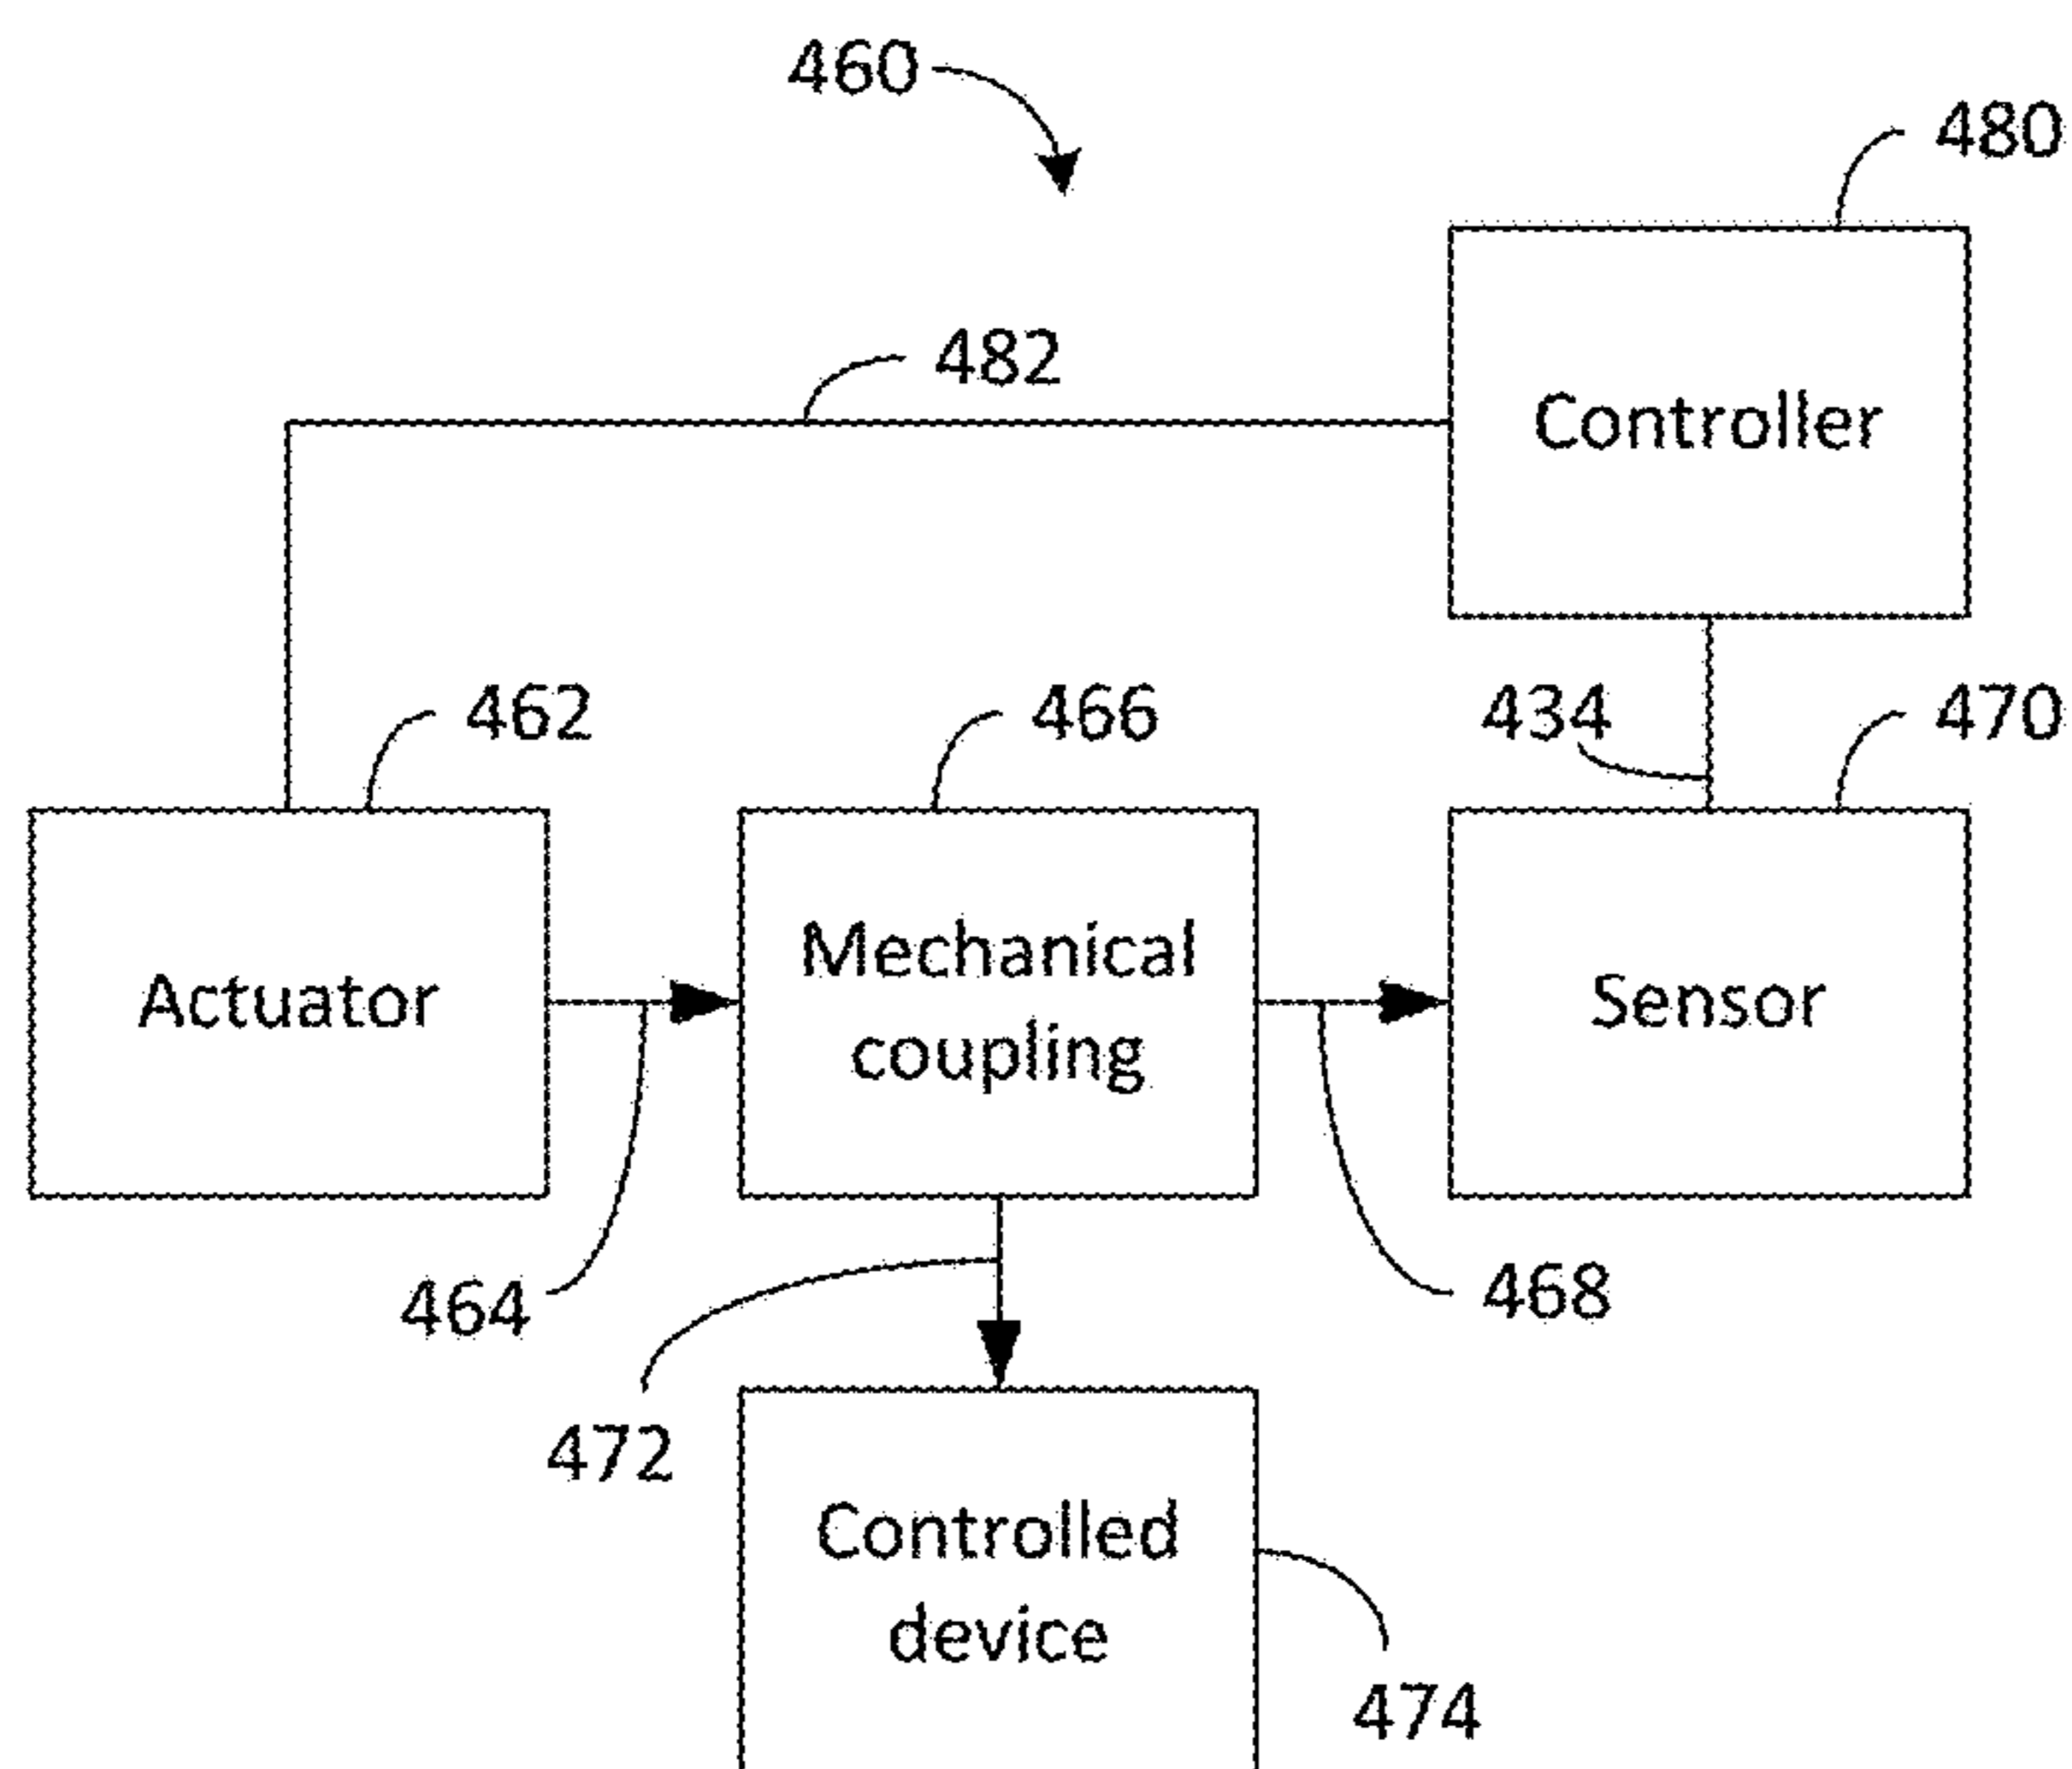 460
480
482
Controller
462
466
434
470
Actuator
Mechanical
coupling
Sensor
464
468
472
Controlled
device
474